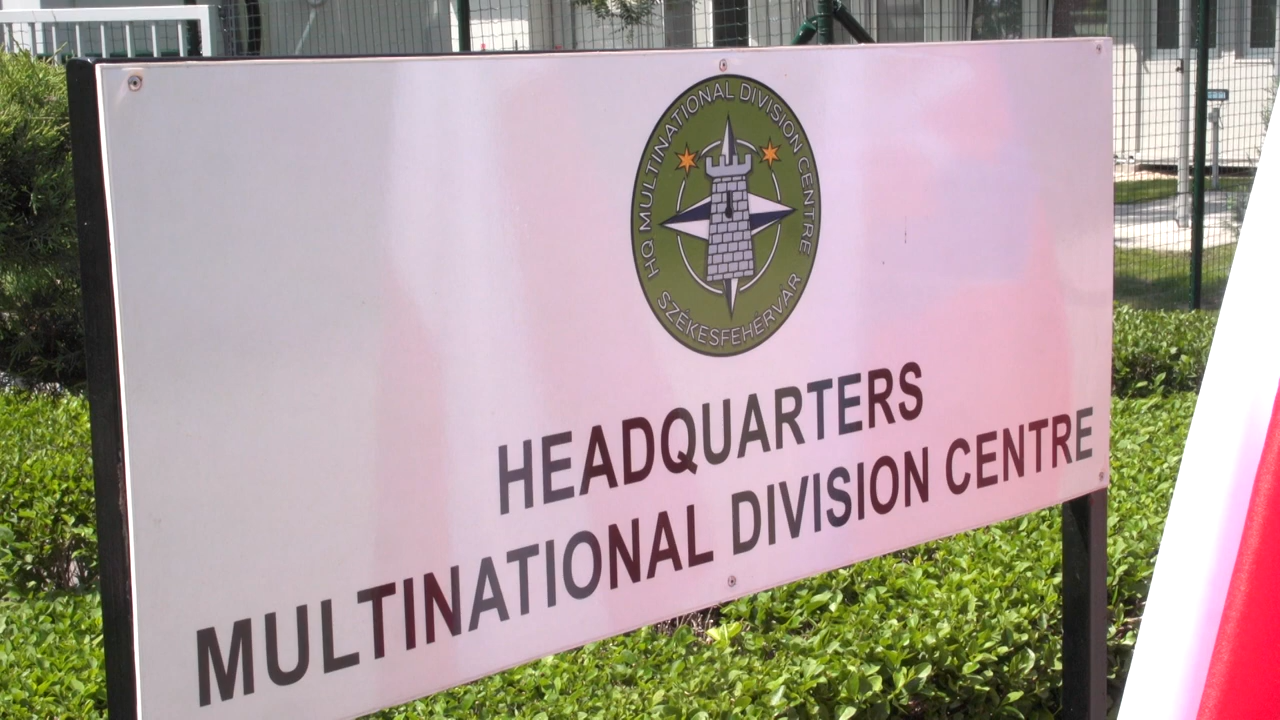 HQ MULTINATIONAL DIVISION CENTRE
SZÉKESFEHÉRVÁR
HEADQUARTERS
MULTINATIONAL DIVISION CENTRE